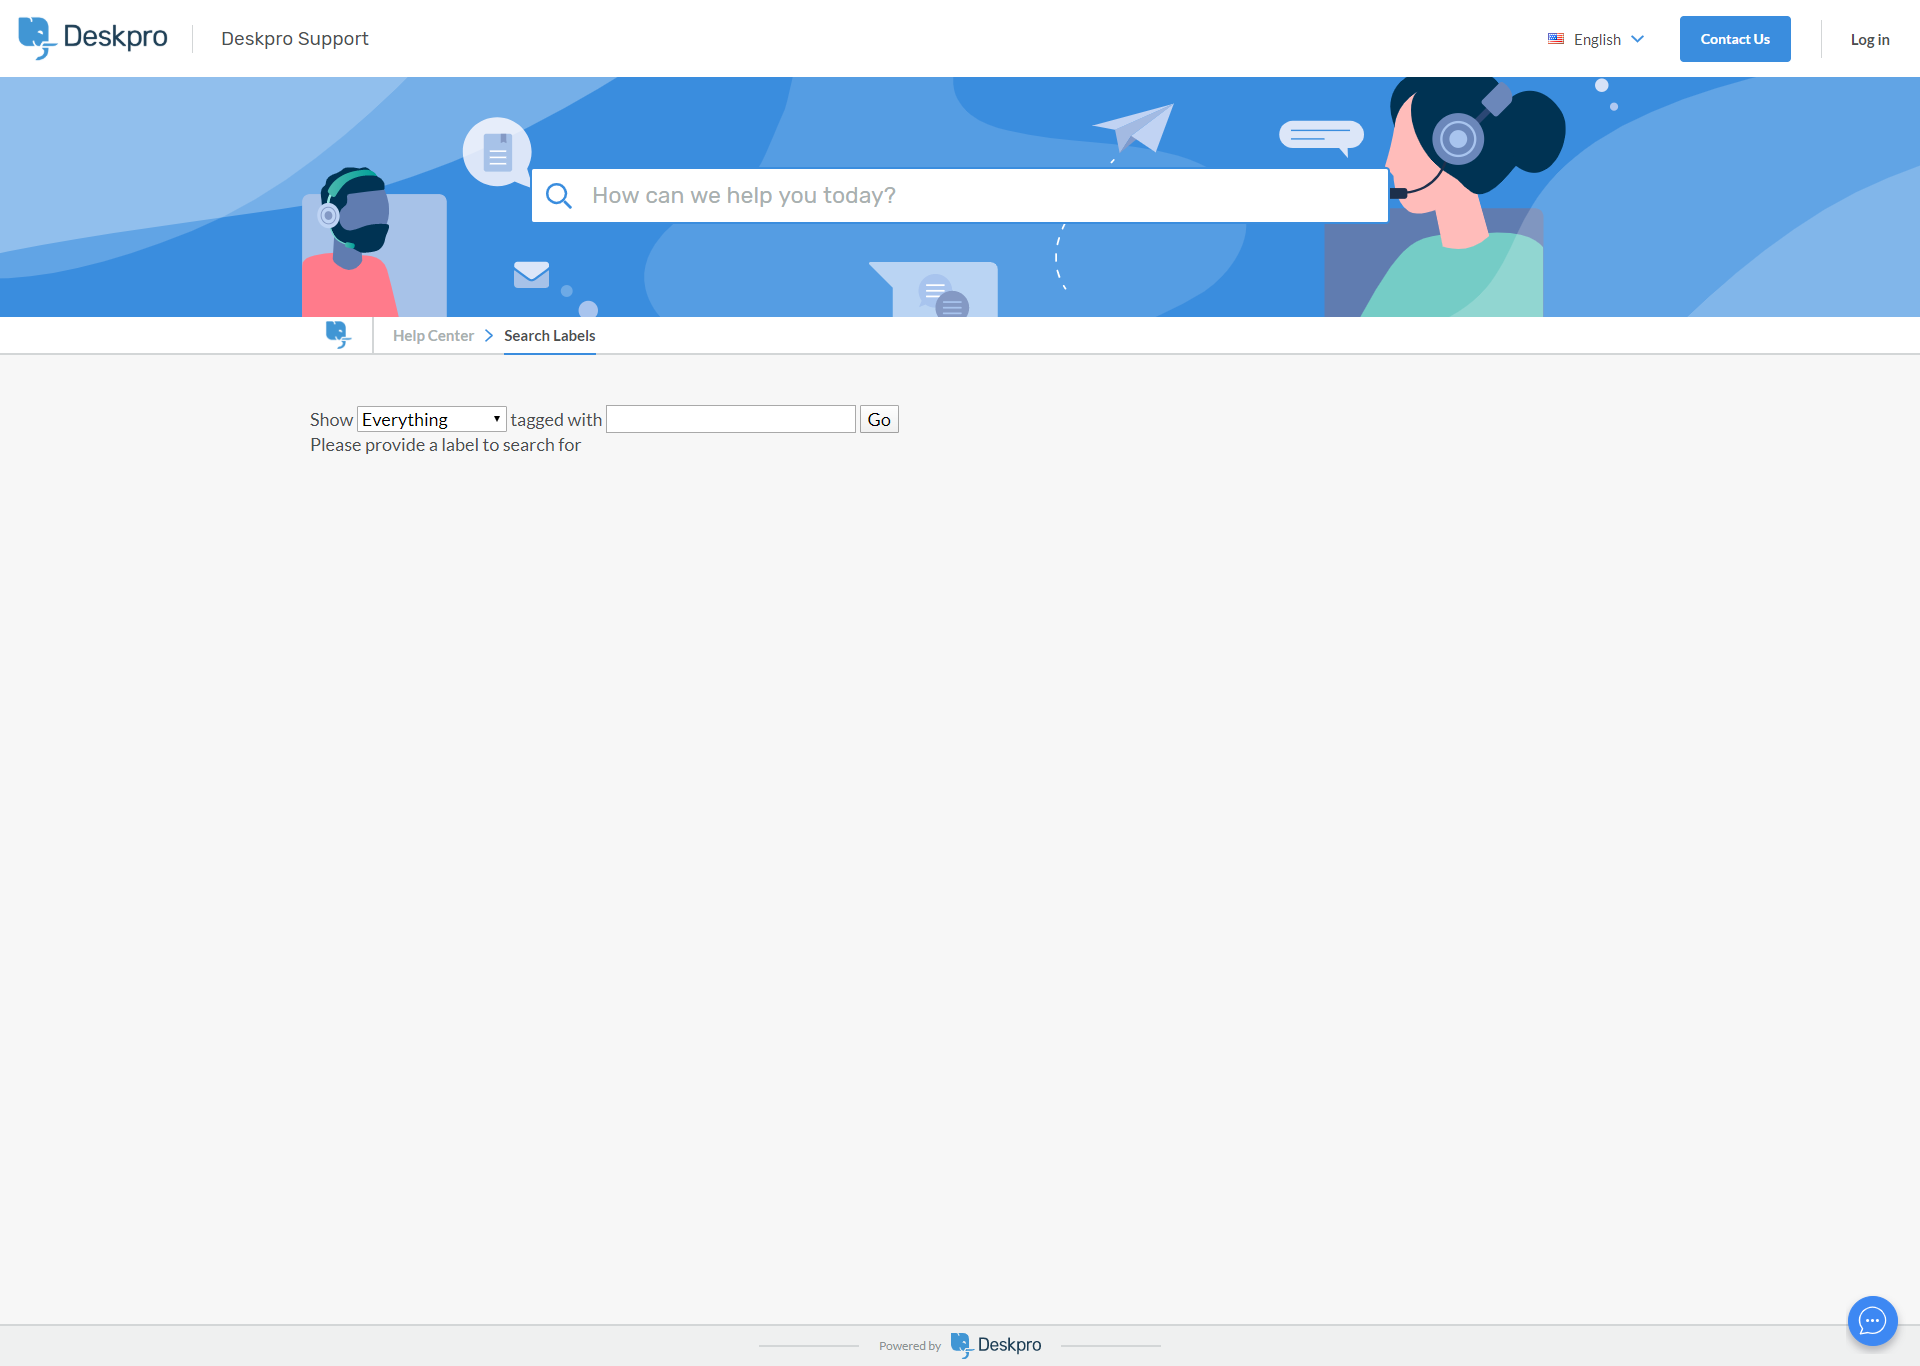 Deskpro
Deskpro Support
English
Contact Us
Log in
How can we help you today?
Help Center
Search Labels
Show Everything tagged with Go
Please provide a label to search for
Powered by Deskpro